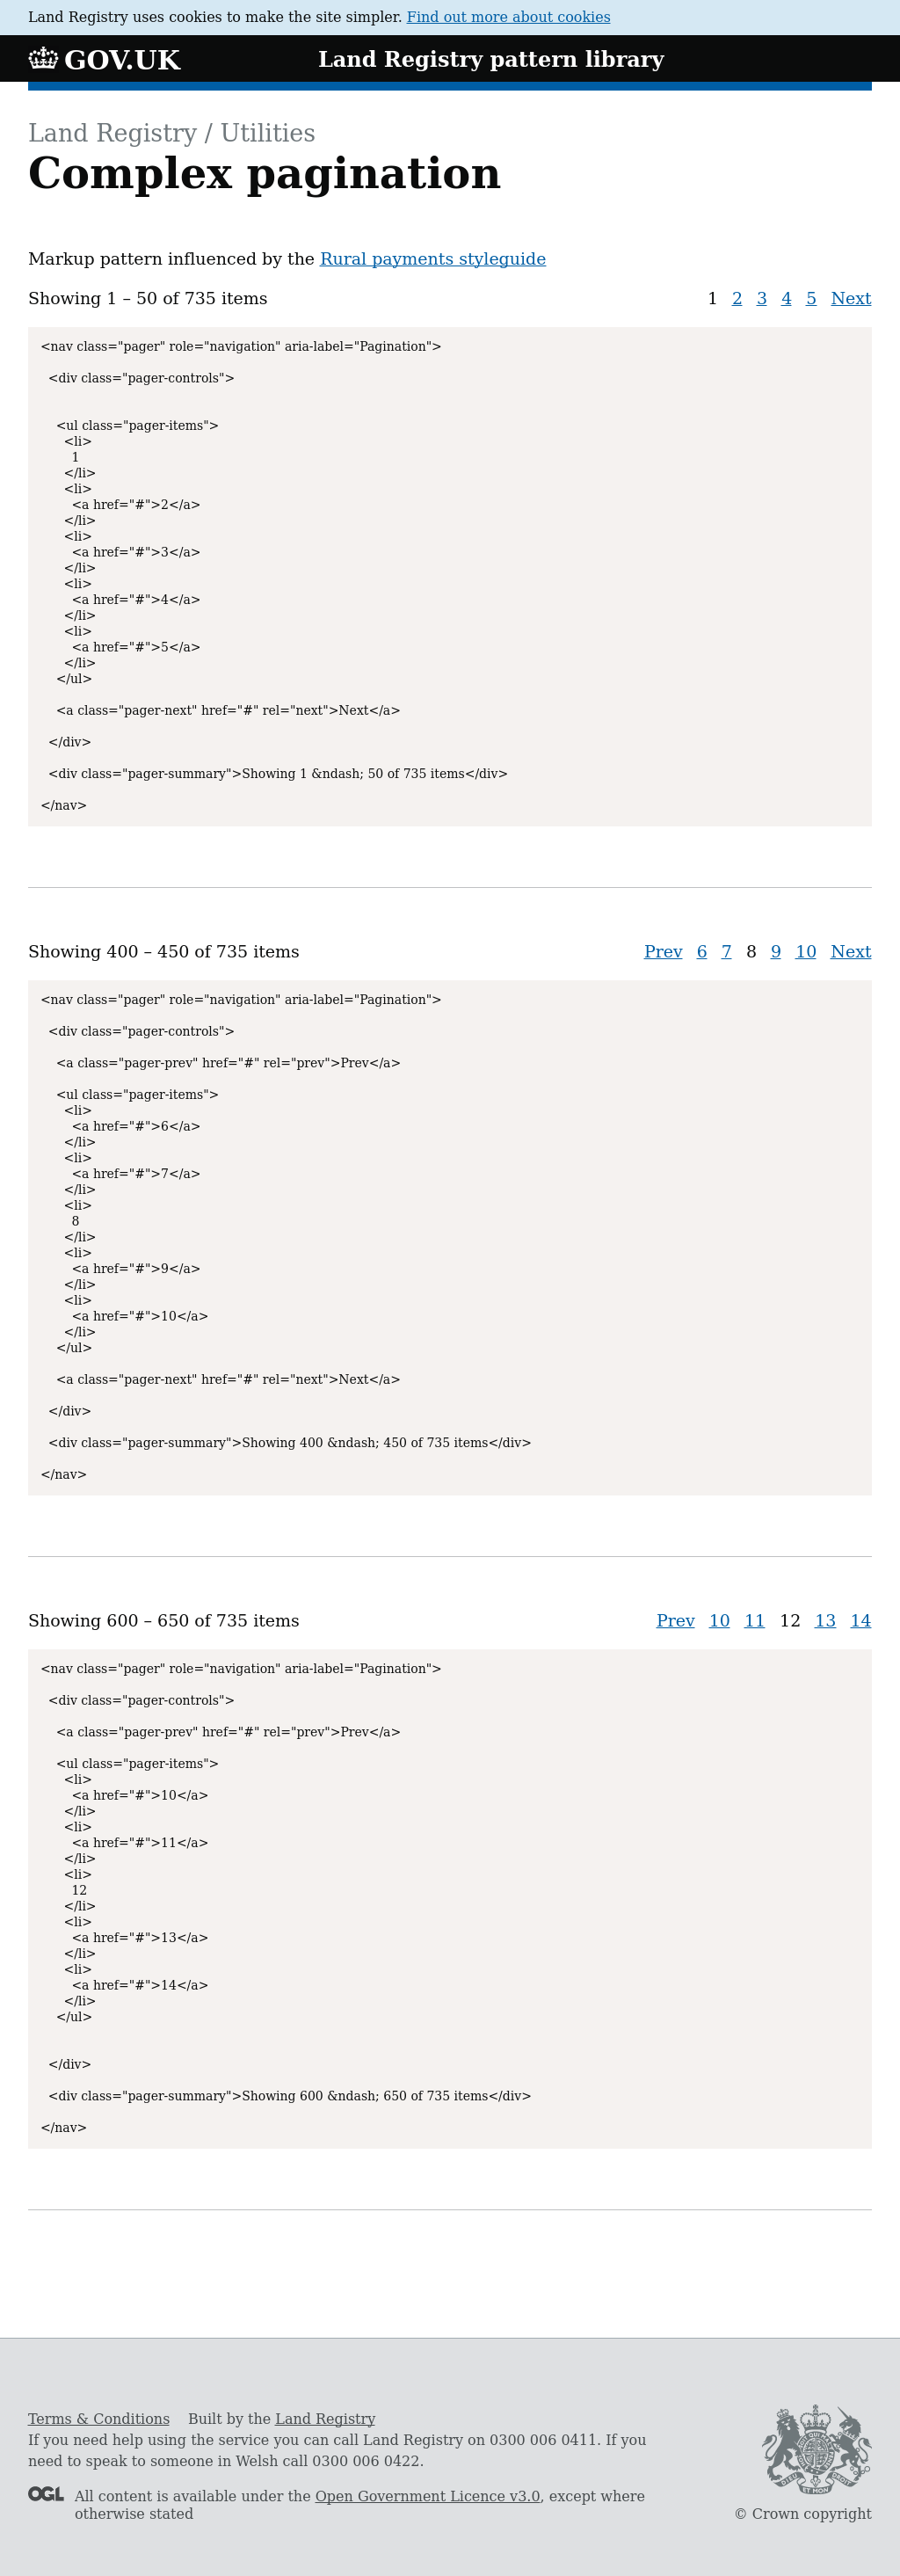 Land Registry uses cookies to make the site simpler. Find out more about cookies
GOV.UK Land Registry pattern library
Land Registry / Utilities
Complex pagination
Markup pattern influenced by the Rural payments styleguide
Showing 1 – 50 of 735 items 1 2 3 4 5 Next
<nav class="pager" role="navigation" aria-label="Pagination">
<div class="pager-controls">
<ul class="pager-items">
<li>
1
</li>
<li>
<a href="#">2</a>
</li>
<li>
<a href="#">3</a>
</li>
<li>
<a href="#">4</a>
</li>
<li>
<a href="#">5</a>
</li>
</ul>
<a class="pager-next" href="#" rel="next">Next</a>
</div>
<div class="pager-summary">Showing 1 &ndash; 50 of 735 items</div>
</nav>
Showing 400 – 450 of 735 items Prev 6 7 8 9 10 Next
<nav class="pager" role="navigation" aria-label="Pagination">
<div class="pager-controls">
<a class="pager-prev" href="#" rel="prev">Prev</a>
<ul class="pager-items">
<li>
<a href="#">6</a>
</li>
<li>
<a href="#">7</a>
</li>
<li>
8
</li>
<li>
<a href="#">9</a>
</li>
<li>
<a href="#">10</a>
</li>
</ul>
<a class="pager-next" href="#" rel="next">Next</a>
</div>
<div class="pager-summary">Showing 400 &ndash; 450 of 735 items</div>
</nav>
Showing 600 – 650 of 735 items Prev 10 11 12 13 14
<nav class="pager" role="navigation" aria-label="Pagination">
<div class="pager-controls">
<a class="pager-prev" href="#" rel="prev">Prev</a>
<ul class="pager-items">
<li>
<a href="#">10</a>
</li>
<li>
<a href="#">11</a>
</li>
<li>
12
</li>
<li>
<a href="#">13</a>
</li>
<li>
<a href="#">14</a>
</li>
</ul>
</div>
<div class="pager-summary">Showing 600 &ndash; 650 of 735 items</div>
</nav>
Terms & Conditions Built by the Land Registry
If you need help using the service you can call Land Registry on 0300 006 0411. If you
need to speak to someone in Welsh call 0300 006 0422.
OGL All content is available under the Open Government Licence v3.0, except where
otherwise stated
© Crown copyright